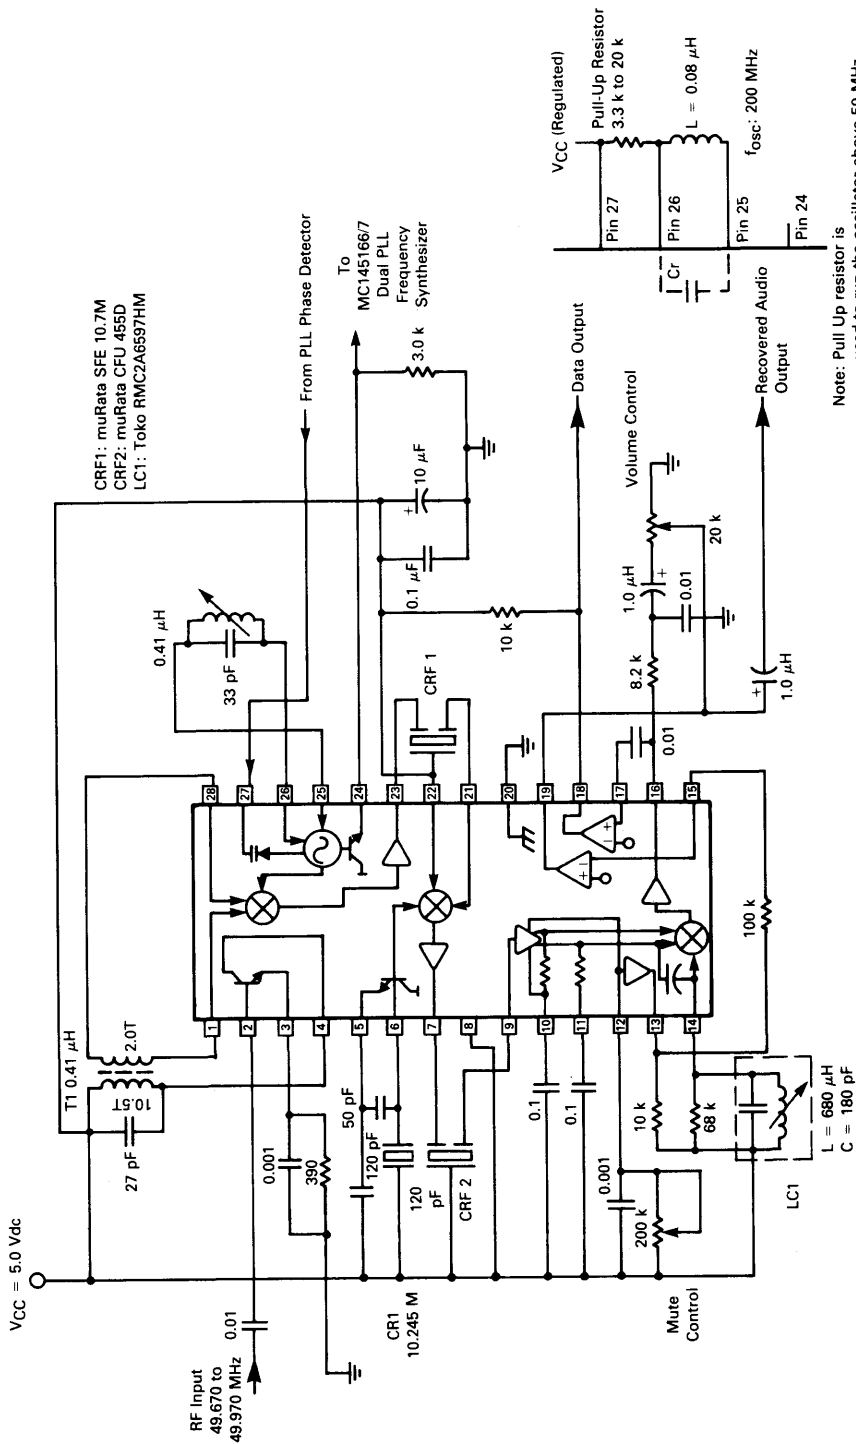 VCC = 5.0 Vdc
RF Input
49.670 to
49.970 MHz
0.01
T1 0.41 μH
10.5T
2.0T
27 pF
0.001
390
50 pF
120 pF
CR1
10.245 M
120
pF
CRF 2
0.1
0.1
0.001
200 k
Mute
Control
10 k
68 k
LC1
L = 680 μH
C = 180 pF
100 k
1
2
3
4
5
6
7
8
9
10
11
12
13
14
28
27
26
25
24
23
22
21
20
19
18
17
16
15
CRF1: muRata SFE 10.7M
CRF2: muRata CFU 455D
LC1: Toko RMC2A6597HM
0.41 μH
33 pF
From PLL Phase Detector
To
MC145166/7
Dual PLL
Frequency
Synthesizer
3.0 k
+
10 μF
0.1 μF
CRF 1
10 k
Data Output
0.01
8.2 k
1.0 μH
+
0.01
Volume Control
20 k
+
1.0 μH
Recovered Audio
Output
+
−
+
−
VCC (Regulated)
Pull-Up Resistor
3.3 k to 20 k
L = 0.08 μH
fosc: 200 MHz
Pin 27
Pin 26
Pin 25
Pin 24
Cr
Note: Pull Up resistor is